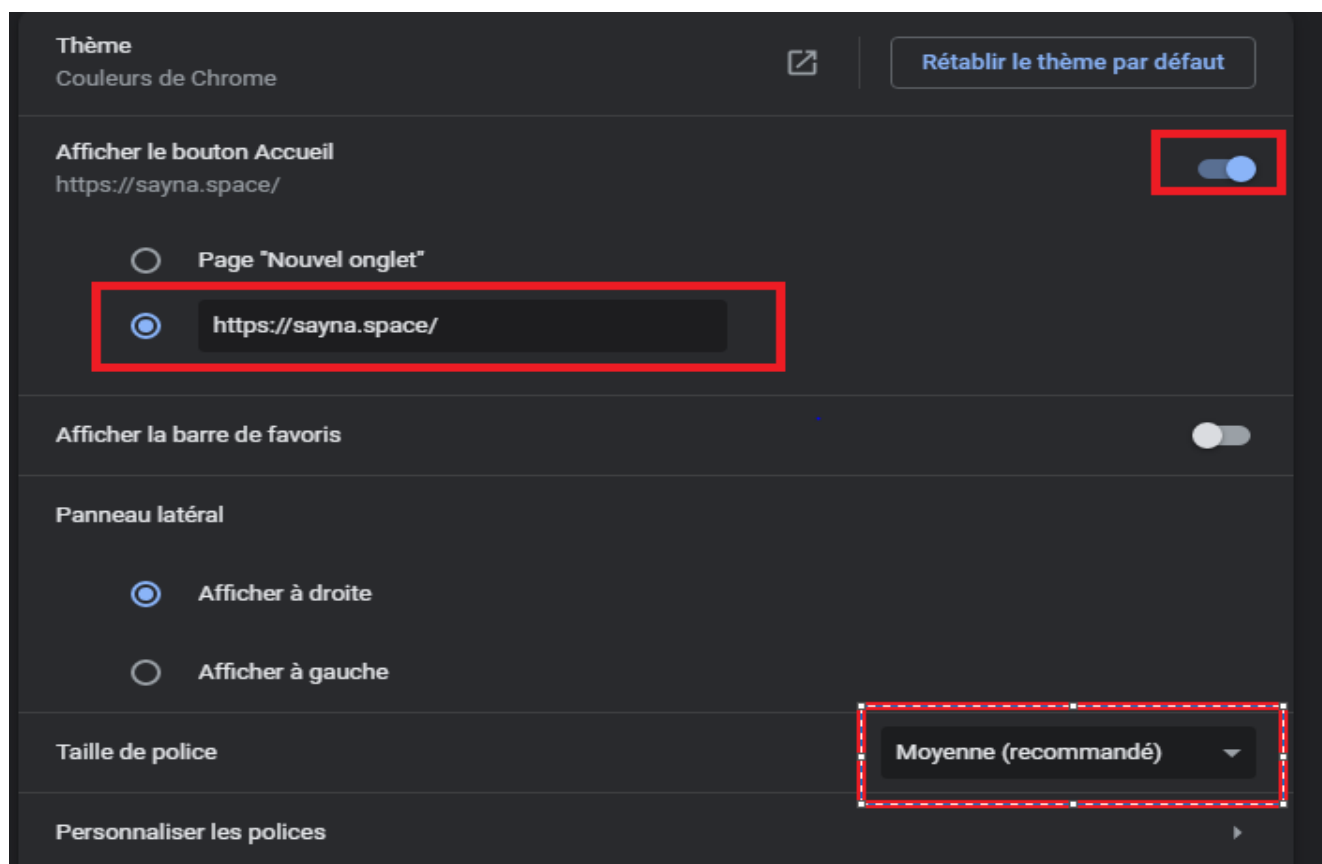 Thème
Couleurs de Chrome
Rétablir le thème par défaut
Afficher le bouton Accueil
https://sayna.space/
Page "Nouvel onglet"
https://sayna.space/
Afficher la barre de favoris
Panneau latéral
Afficher à droite
Afficher à gauche
Taille de police
Moyenne (recommandé)
Personnaliser les polices